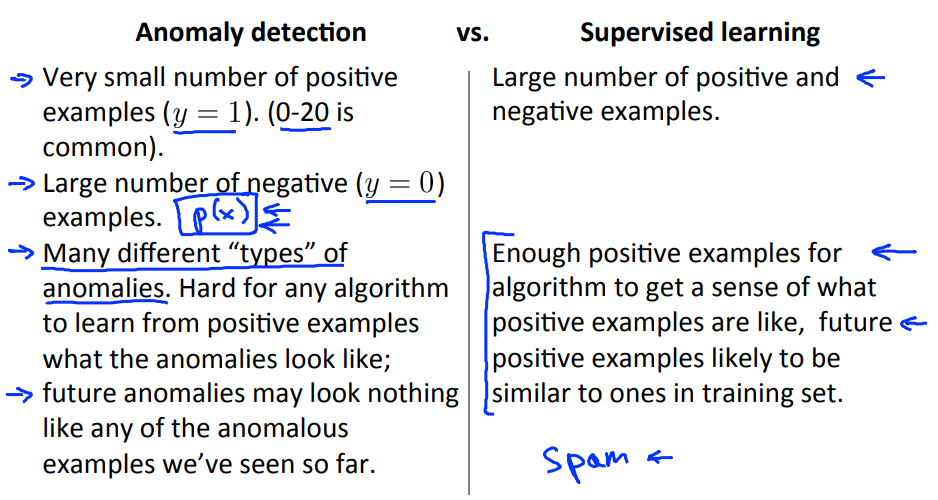 Anomaly detection vs. Supervised learning
Very small number of positive
examples (y = 1). (0-20 is
common).
Large number of negative (y = 0)
examples. p(x)
Many different “types” of
anomalies. Hard for any algorithm
to learn from positive examples
what the anomalies look like;
future anomalies may look nothing
like any of the anomalous
examples we’ve seen so far.
Large number of positive and
negative examples.
Enough positive examples for
algorithm to get a sense of what
positive examples are like, future
positive examples likely to be
similar to ones in training set.
Spam